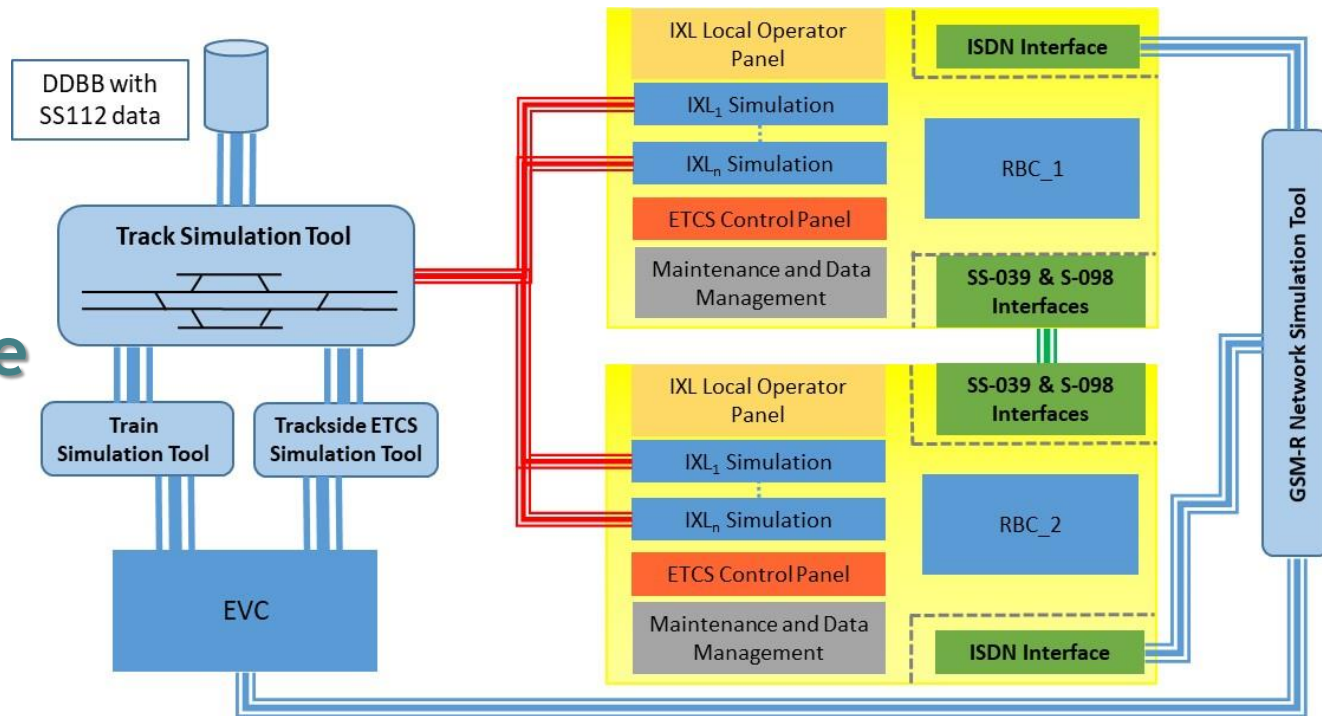 DDBB with
SS112 data
Track Simulation Tool
e
Train
Simulation Tool
Trackside ETCS
Simulation Tool
EVC
IXL Local Operator
Panel
IXL1 Simulation
IXLn Simulation
ETCS Control Panel
Maintenance and Data
Management
ISDN Interface
RBC_1
SS-039 & S-098
Interfaces
IXL Local Operator
Panel
IXL1 Simulation
IXLn Simulation
ETCS Control Panel
Maintenance and Data
Management
SS-039 & S-098
Interfaces
RBC_2
ISDN Interface
GSM-R Network Simulation Tool